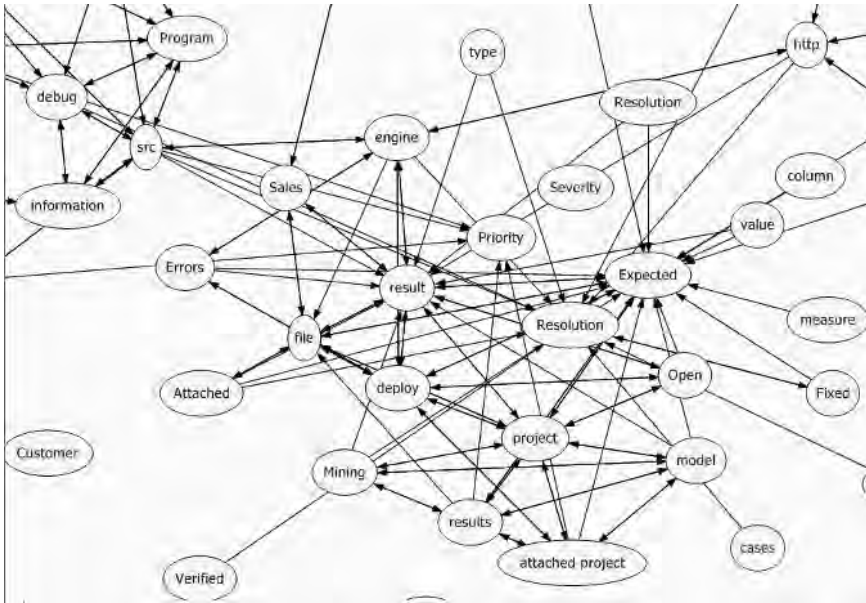 Program
type
http
debug
Resolution
engine
src
column
Sales
Severity
information
value
Priority
Errors
Expected
result
measure
Resolution
file
Open
Attached
deploy
Fixed
project
Customer
model
Mining
results
cases
attached project
Verified